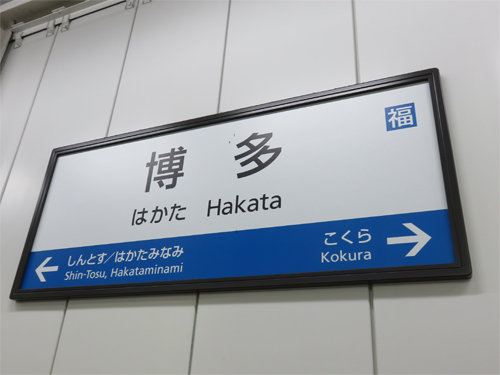 福
博多
はかた Hakata
しんとす/はかたみなみ
Shin-Tosu, Hakataminami
こくら
Kokura